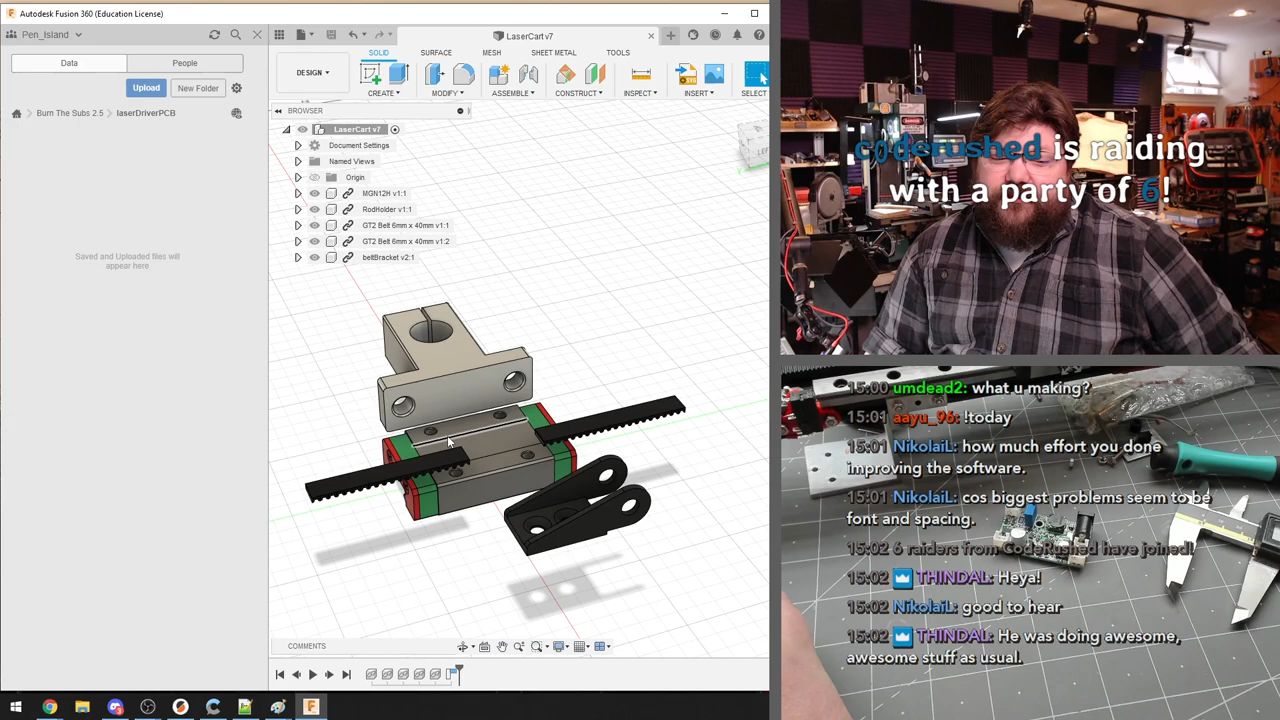 Autodesk Fusion 360 (Education License)
Pen_Island
Data
People
Upload
New Folder
Burn The Subs 2.5
laserDriverPCB
Saved and Uploaded files will
appear here
LaserCart v7
SOLID
SURFACE
MESH
SHEET METAL
TOOLS
DESIGN
CREATE
MODIFY
ASSEMBLE
CONSTRUCT
INSPECT
INSERT
SELECT
BROWSER
LaserCart v7
Document Settings
Named Views
Origin
MGN12H v1:1
RodHolder v1:1
GT2 Belt 6mm x 40mm v1:1
GT2 Belt 6mm x 40mm v1:2
beltBracket v2:1
COMMENTS
coderushed is raiding
with a party of 6!
15:00 umdead2: what u making?
15:01 aayu_96: !today
15:01 NikolaiL: how much effort you done
improving the software.
15:01 NikolaiL: cos biggest problems seem to be
font and spacing.
15:02 6 raiders from CodeRushed have joined!
15:02 THINDAL: Heya!
15:02 NikolaiL: good to hear
15:02 THINDAL: He was doing awesome,
awesome stuff as usual.